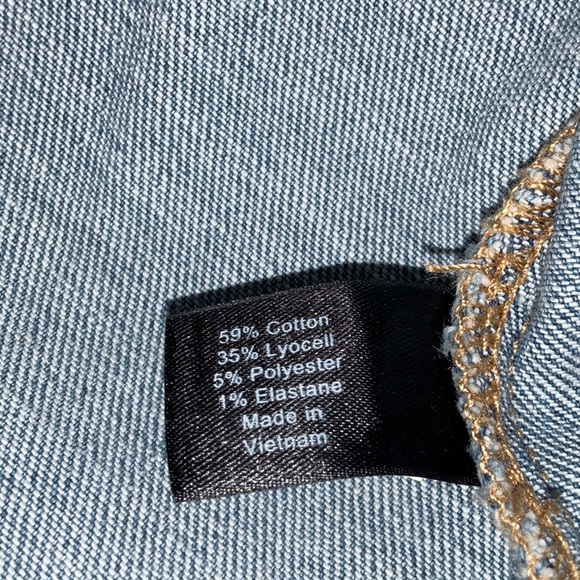 59% Cotton
35% Lyocell
5% Polyester
1% Elastane
Made in
Vietnam